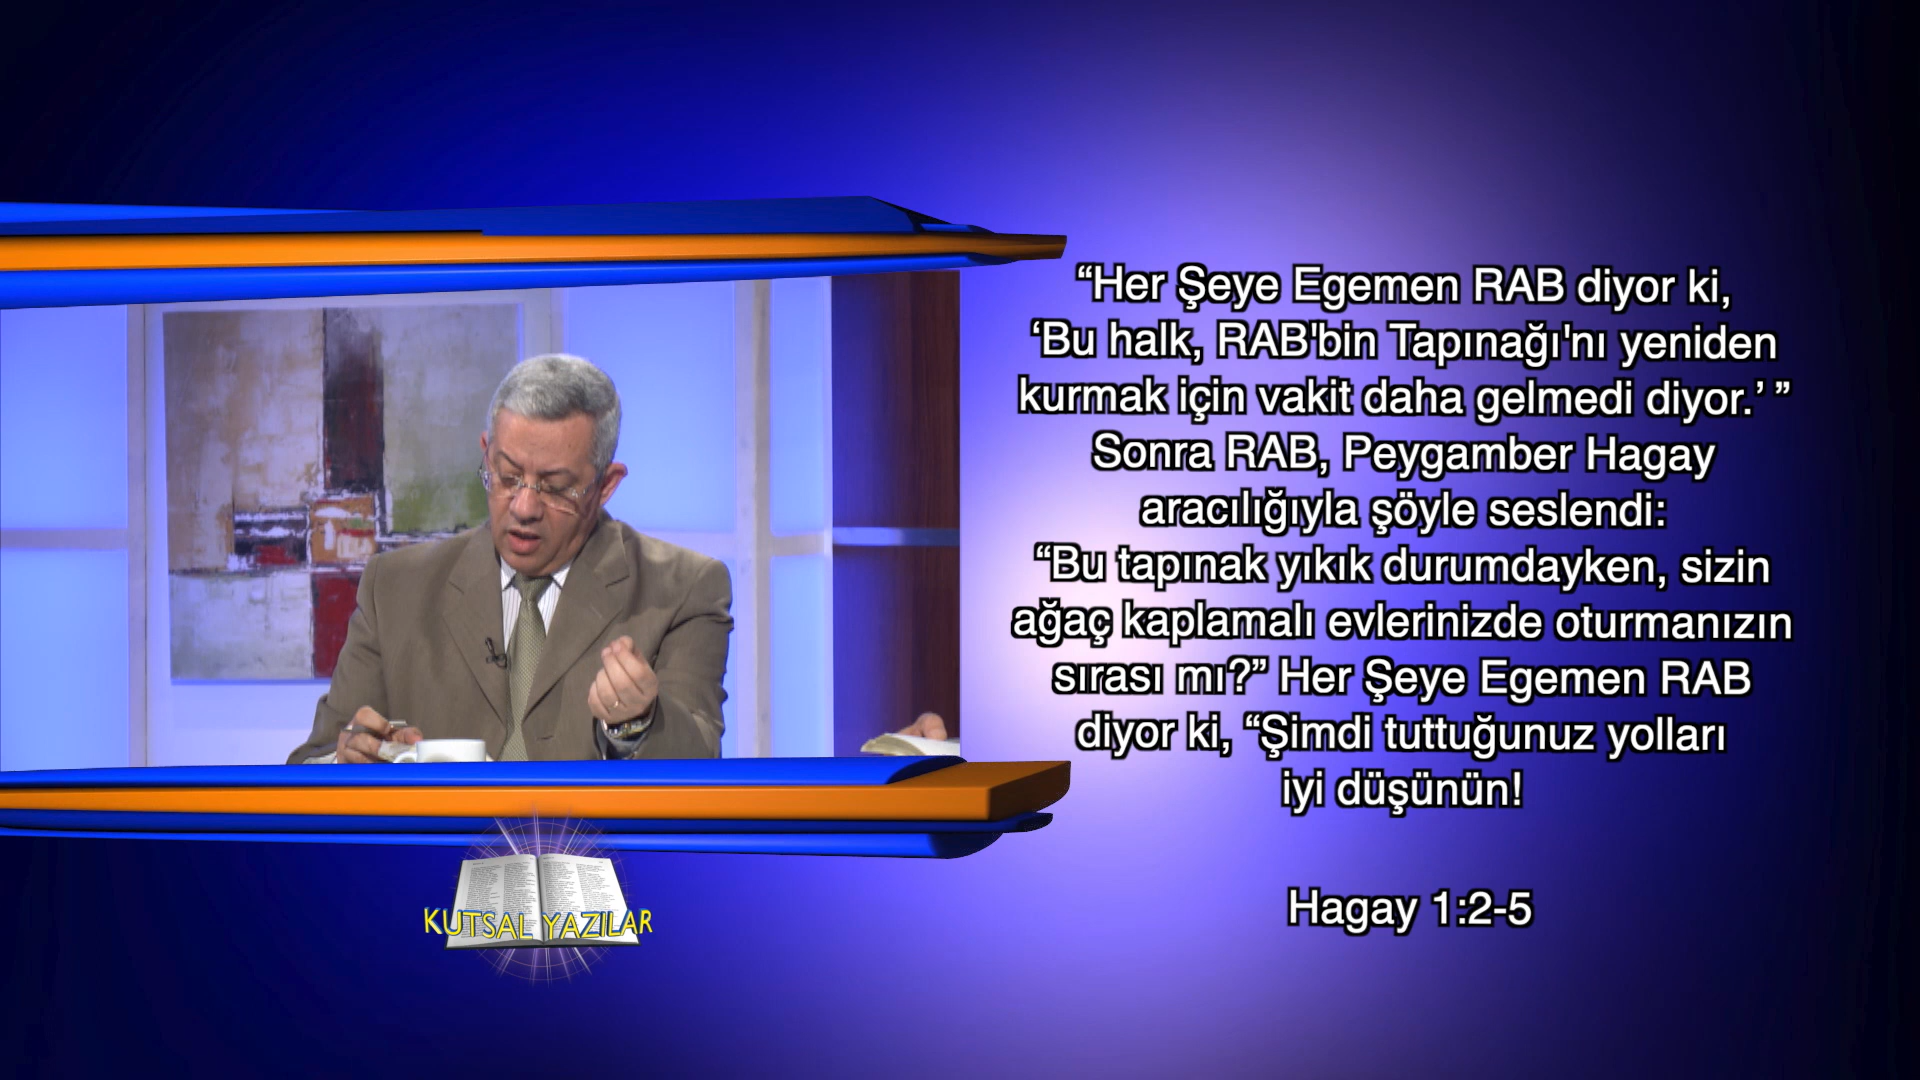 “Her Şeye Egemen RAB diyor ki,
‘Bu halk, RAB'bin Tapınağı'nı yeniden
kurmak için vakit daha gelmedi diyor.’ ”
Sonra RAB, Peygamber Hagay
aracılığıyla şöyle seslendi:
“Bu tapınak yıkık durumdayken, sizin
ağaç kaplamalı evlerinizde oturmanızın
sırası mı?” Her Şeye Egemen RAB
diyor ki, “Şimdi tuttuğunuz yolları
iyi düşünün!
Hagay 1:2-5
KUTSAL YAZILAR